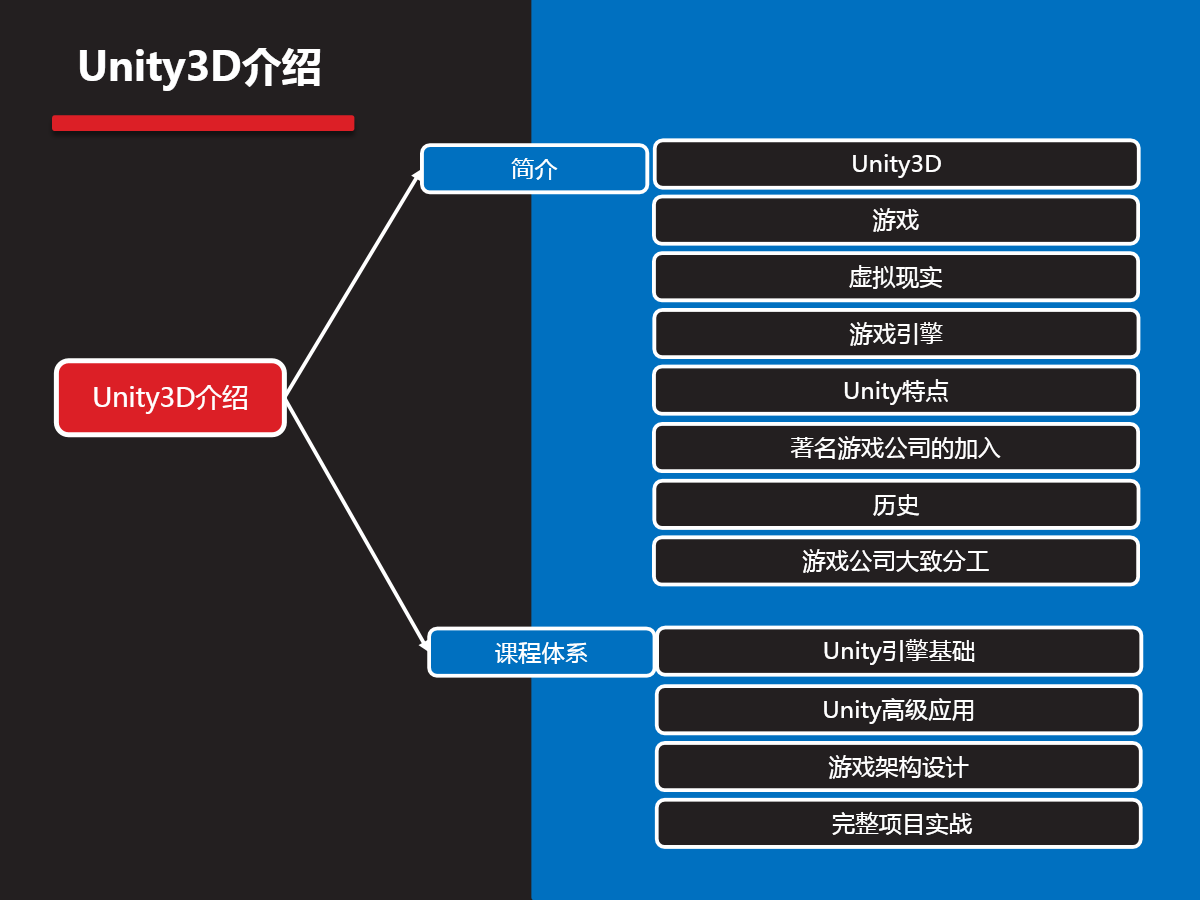 Unity3D介绍
Unity3D介绍
简介
Unity3D
游戏
虚拟现实
游戏引擎
Unity特点
著名游戏公司的加入
历史
游戏公司大致分工
课程体系
Unity引擎基础
Unity高级应用
游戏架构设计
完整项目实战